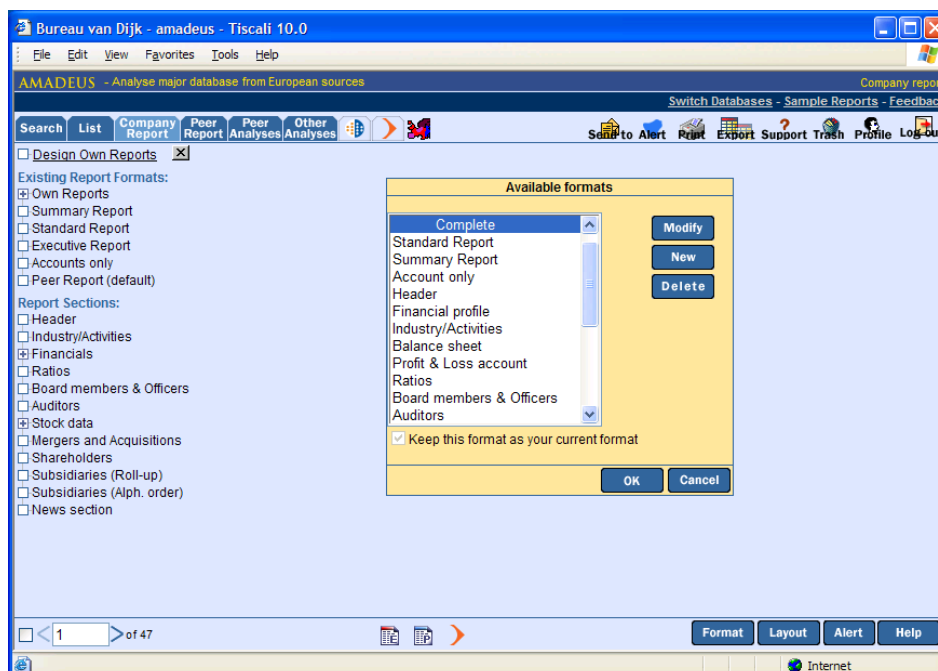 Bureau van Dijk - amadeus - Tiscali 10.0
File Edit View Favorites Tools Help
AMADEUS - Analyse major database from European sources
Company repor
Switch Databases - Sample Reports - Feedbac
Search List Company Report Peer Report Peer Analyses Other Analyses
Send to Alert Print Export Support Trash Profile Log out
Design Own Reports X
Existing Report Formats:
Own Reports
Summary Report
Standard Report
Executive Report
Accounts only
Peer Report (default)
Report Sections:
Header
Industry/Activities
Financials
Ratios
Board members & Officers
Auditors
Stock data
Mergers and Acquisitions
Shareholders
Subsidiaries (Roll-up)
Subsidiaries (Alph. order)
News section
Available formats
Complete
Standard Report
Summary Report
Account only
Header
Financial profile
Industry/Activities
Balance sheet
Profit & Loss account
Ratios
Board members & Officers
Auditors
Modify
New
Delete
Keep this format as your current format
OK Cancel
1 of 47
E P
Format Layout Alert Help
Internet